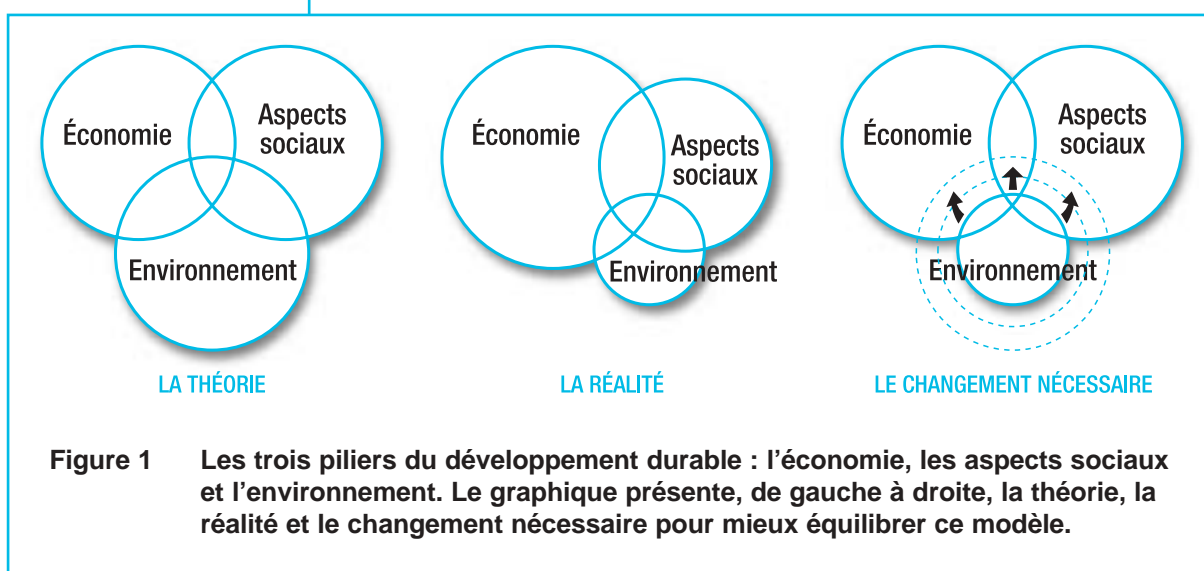 Économie
Aspects
sociaux
Environnement
LA THÉORIE
Économie
Aspects
sociaux
Environnement
LA RÉALITÉ
Économie
Aspects
sociaux
Environnement
LE CHANGEMENT NÉCESSAIRE
Figure 1 Les trois piliers du développement durable : l’économie, les aspects sociaux
et l’environnement. Le graphique présente, de gauche à droite, la théorie, la
réalité et le changement nécessaire pour mieux équilibrer ce modèle.